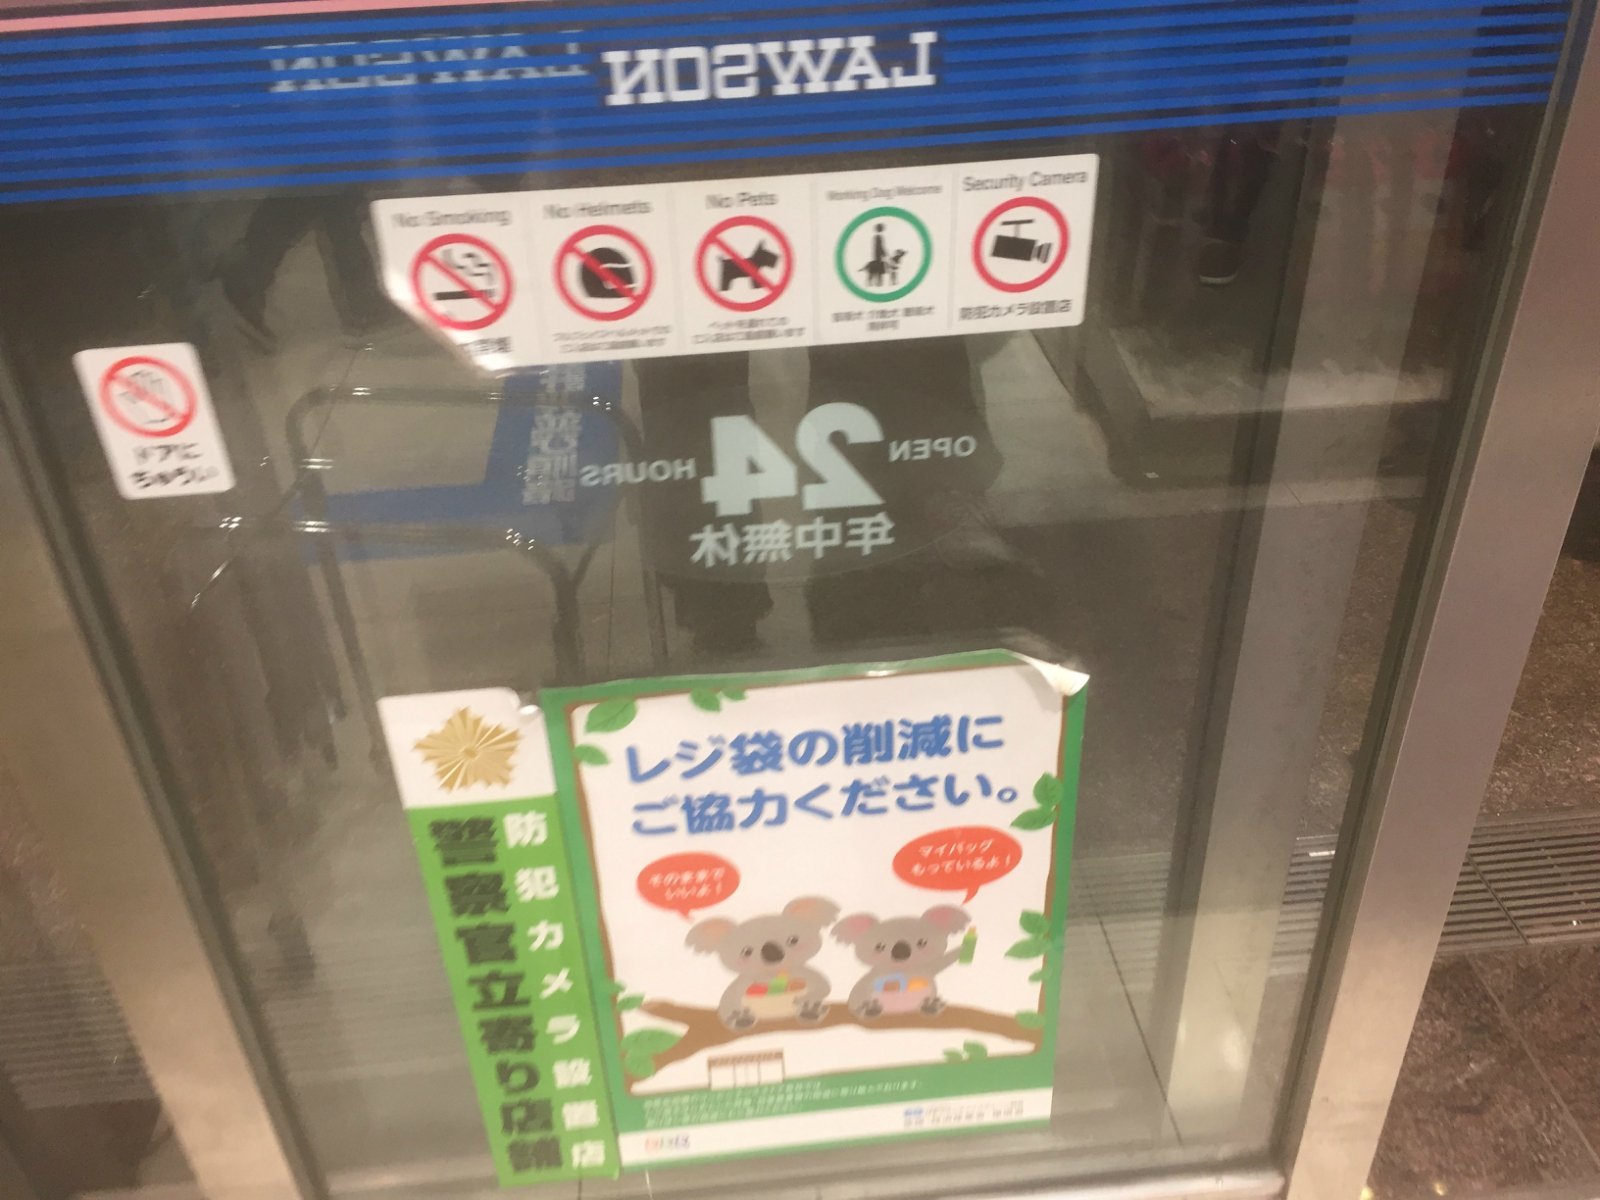 LAWSON
No Smoking
No Helmets
No Pets
Working Dog Welcome
Security Camera
防犯カメラ設置店
ドアに
ちゅうい
OPEN
24
HOURS
年中無休
レジ袋の削減に
ご協力ください。
そのままで
いいよ!
マイバッグ
もっているよ!
防犯カメラ設置店
警察官立寄り店舗